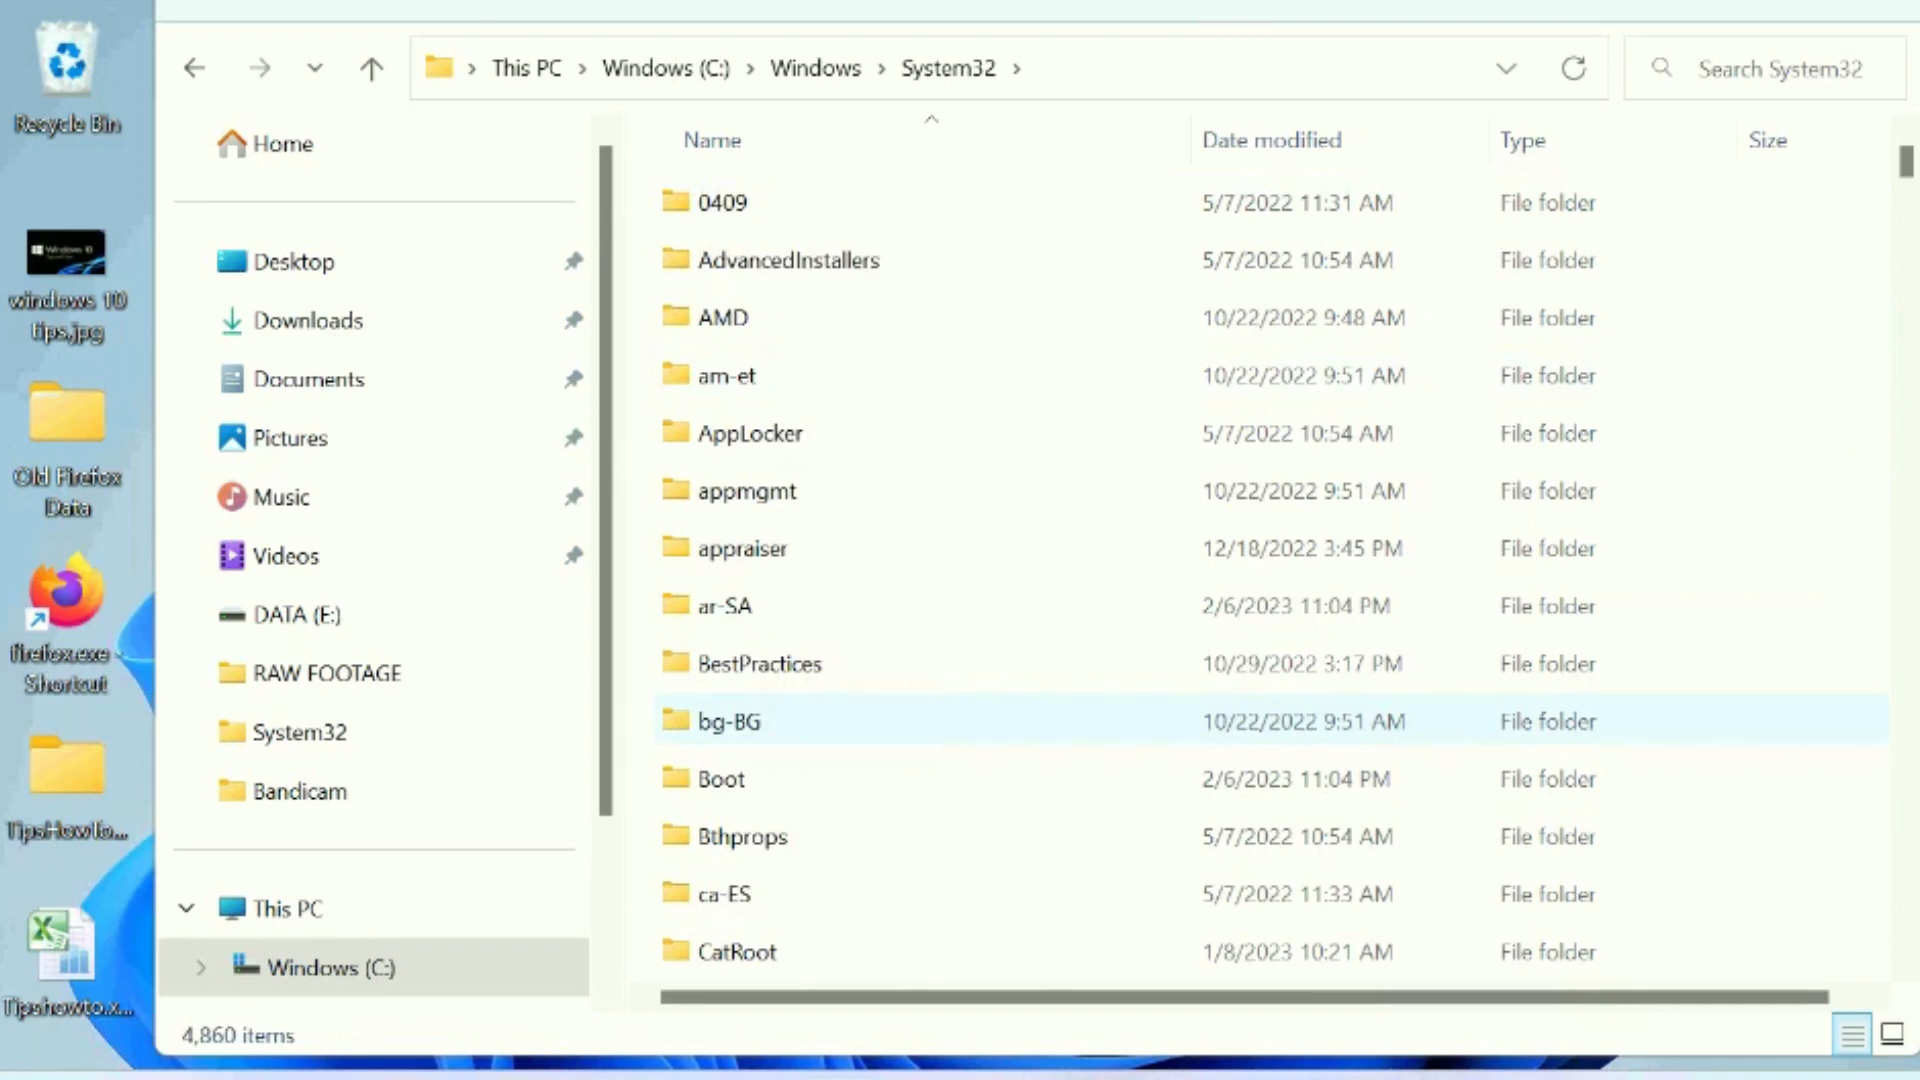 Recycle Bin
windows 10
tips.jpg
Old Firefox
Data
firefox.exe -
Shortcut
TipsHowTo...
Tipshowto.x...
This PC > Windows (C:) > Windows > System32 >
Search System32
Home
Desktop
Downloads
Documents
Pictures
Music
Videos
DATA (E:)
RAW FOOTAGE
System32
Bandicam
This PC
Windows (C:)
4,860 items
Name Date modified Type Size
0409 5/7/2022 11:31 AM File folder
AdvancedInstallers 5/7/2022 10:54 AM File folder
AMD 10/22/2022 9:48 AM File folder
am-et 10/22/2022 9:51 AM File folder
AppLocker 5/7/2022 10:54 AM File folder
appmgmt 10/22/2022 9:51 AM File folder
appraiser 12/18/2022 3:45 PM File folder
ar-SA 2/6/2023 11:04 PM File folder
BestPractices 10/29/2022 3:17 PM File folder
bg-BG 10/22/2022 9:51 AM File folder
Boot 2/6/2023 11:04 PM File folder
Bthprops 5/7/2022 10:54 AM File folder
ca-ES 5/7/2022 11:33 AM File folder
CatRoot 1/8/2023 10:21 AM File folder